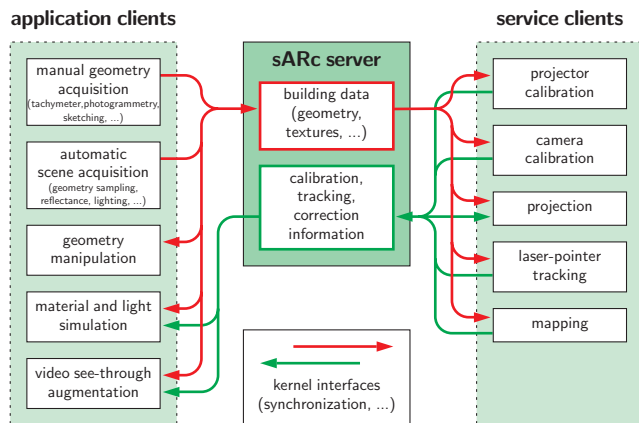 application clients
manual geometry
acquisition
(tachymeter,photogrammetry,
sketching, ...)
automatic
scene acquisition
(geometry sampling,
reflectance, lighting, ...)
geometry
manipulation
material and light
simulation
video see-through
augmentation
sARc server
building data
(geometry,
textures, ...)
calibration,
tracking,
correction
information
kernel interfaces
(synchronization, ...)
service clients
projector
calibration
camera
calibration
projection
laser-pointer
tracking
mapping